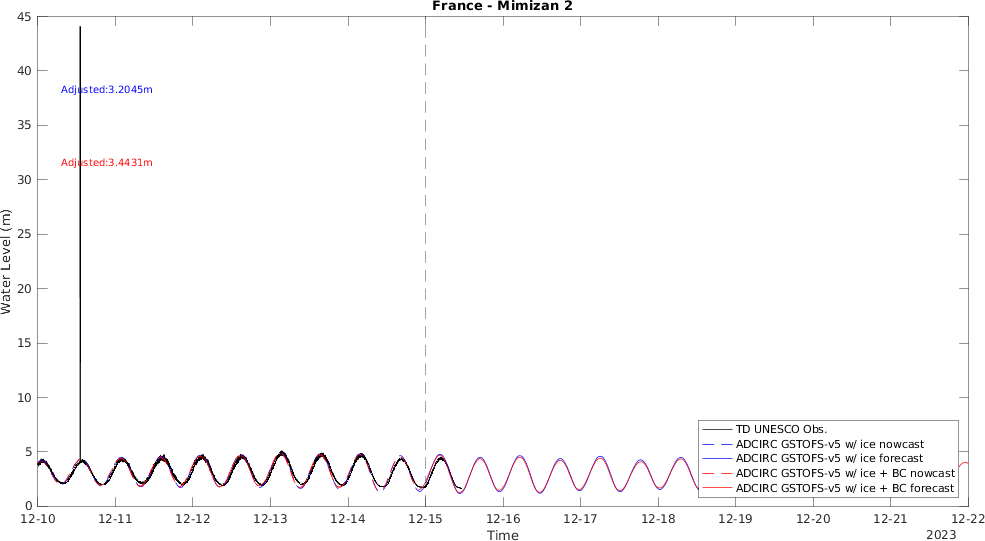 France - Mimizan 2
45
40
35
30
25
20
15
10
5
0
Water Level (m)
Adjusted:3.2045m
Adjusted:3.4431m
TD UNESCO Obs.
ADCIRC GSTOFS-v5 w/ ice nowcast
ADCIRC GSTOFS-v5 w/ ice forecast
ADCIRC GSTOFS-v5 w/ ice + BC nowcast
ADCIRC GSTOFS-v5 w/ ice + BC forecast
12-10 12-11 12-12 12-13 12-14 12-15 12-16 12-17 12-18 12-19 12-20 12-21 12-22
Time
2023